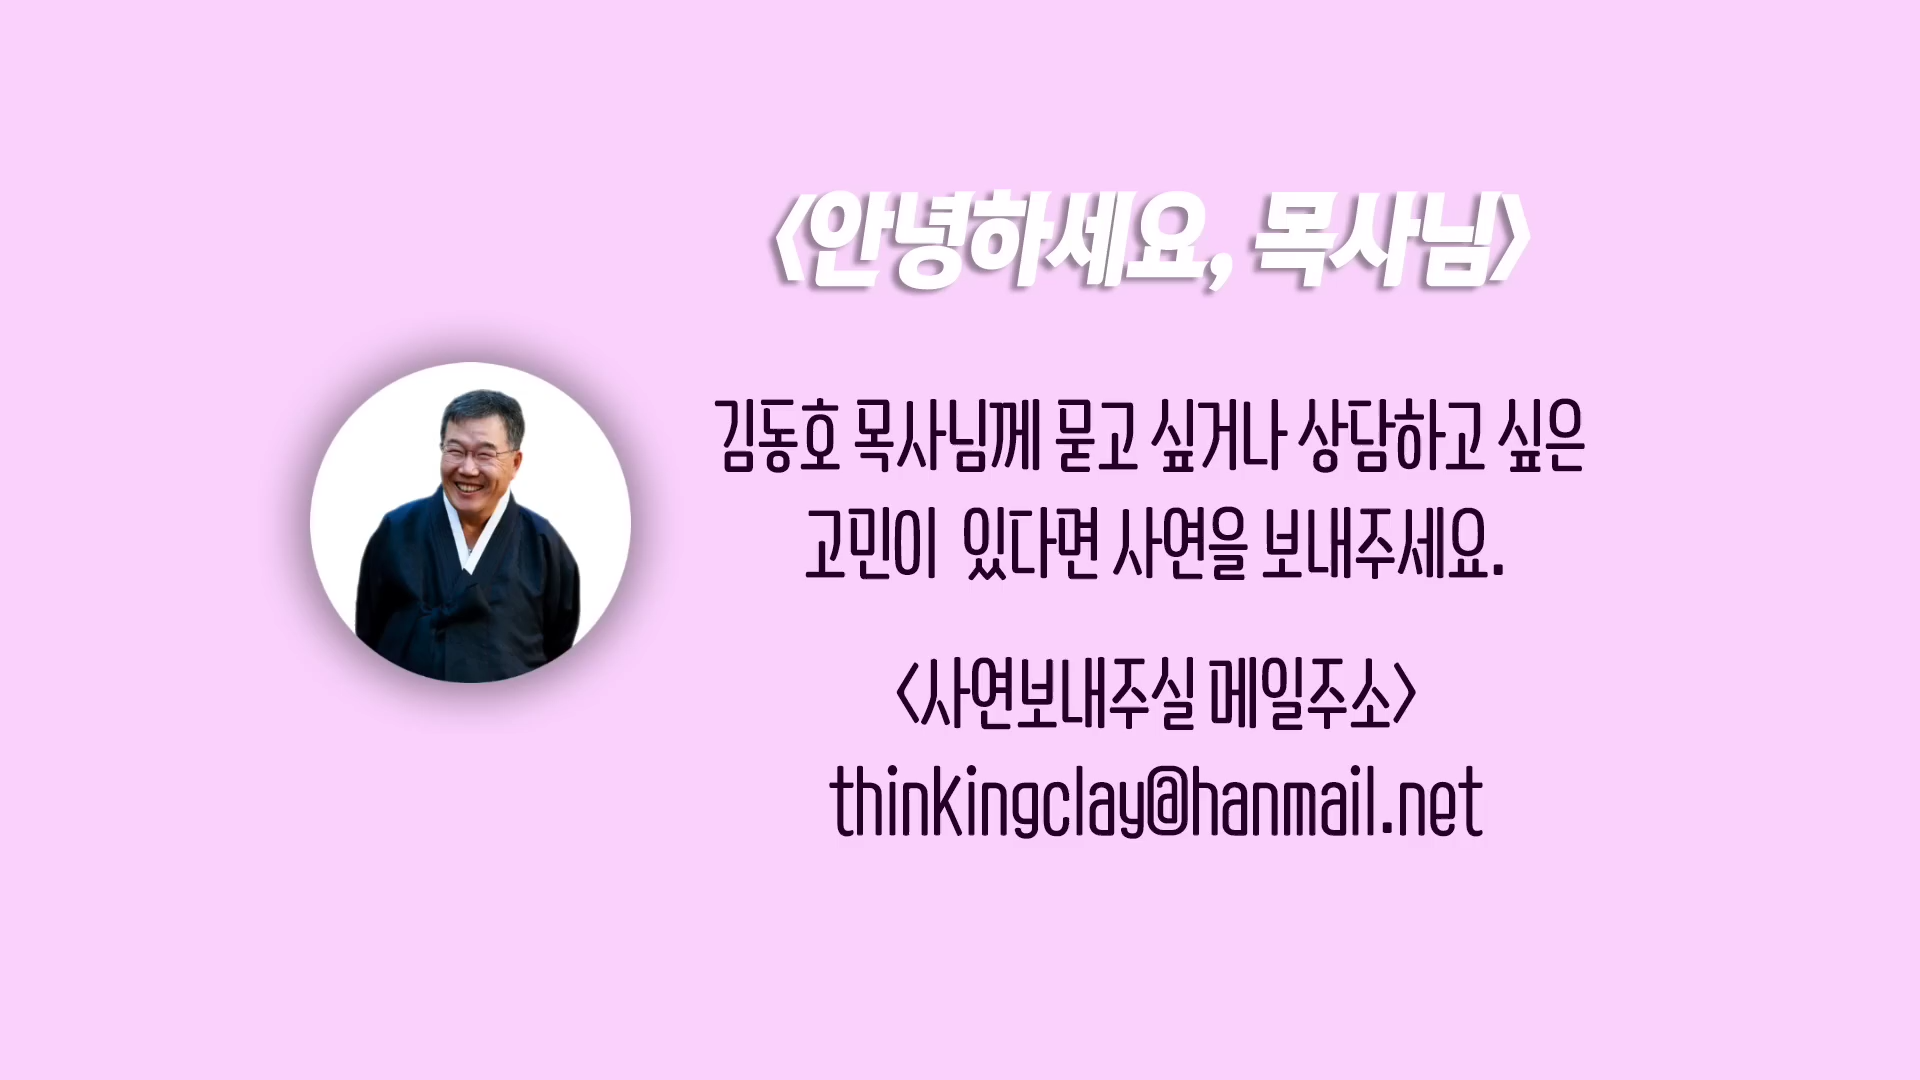 <안녕하세요, 목사님>
김동호 목사님께 묻고 싶거나 상담하고 싶은
고민이 있다면 사연을 보내주세요.
<사연보내주실 메일주소>
thinkingclay@hanmail.net